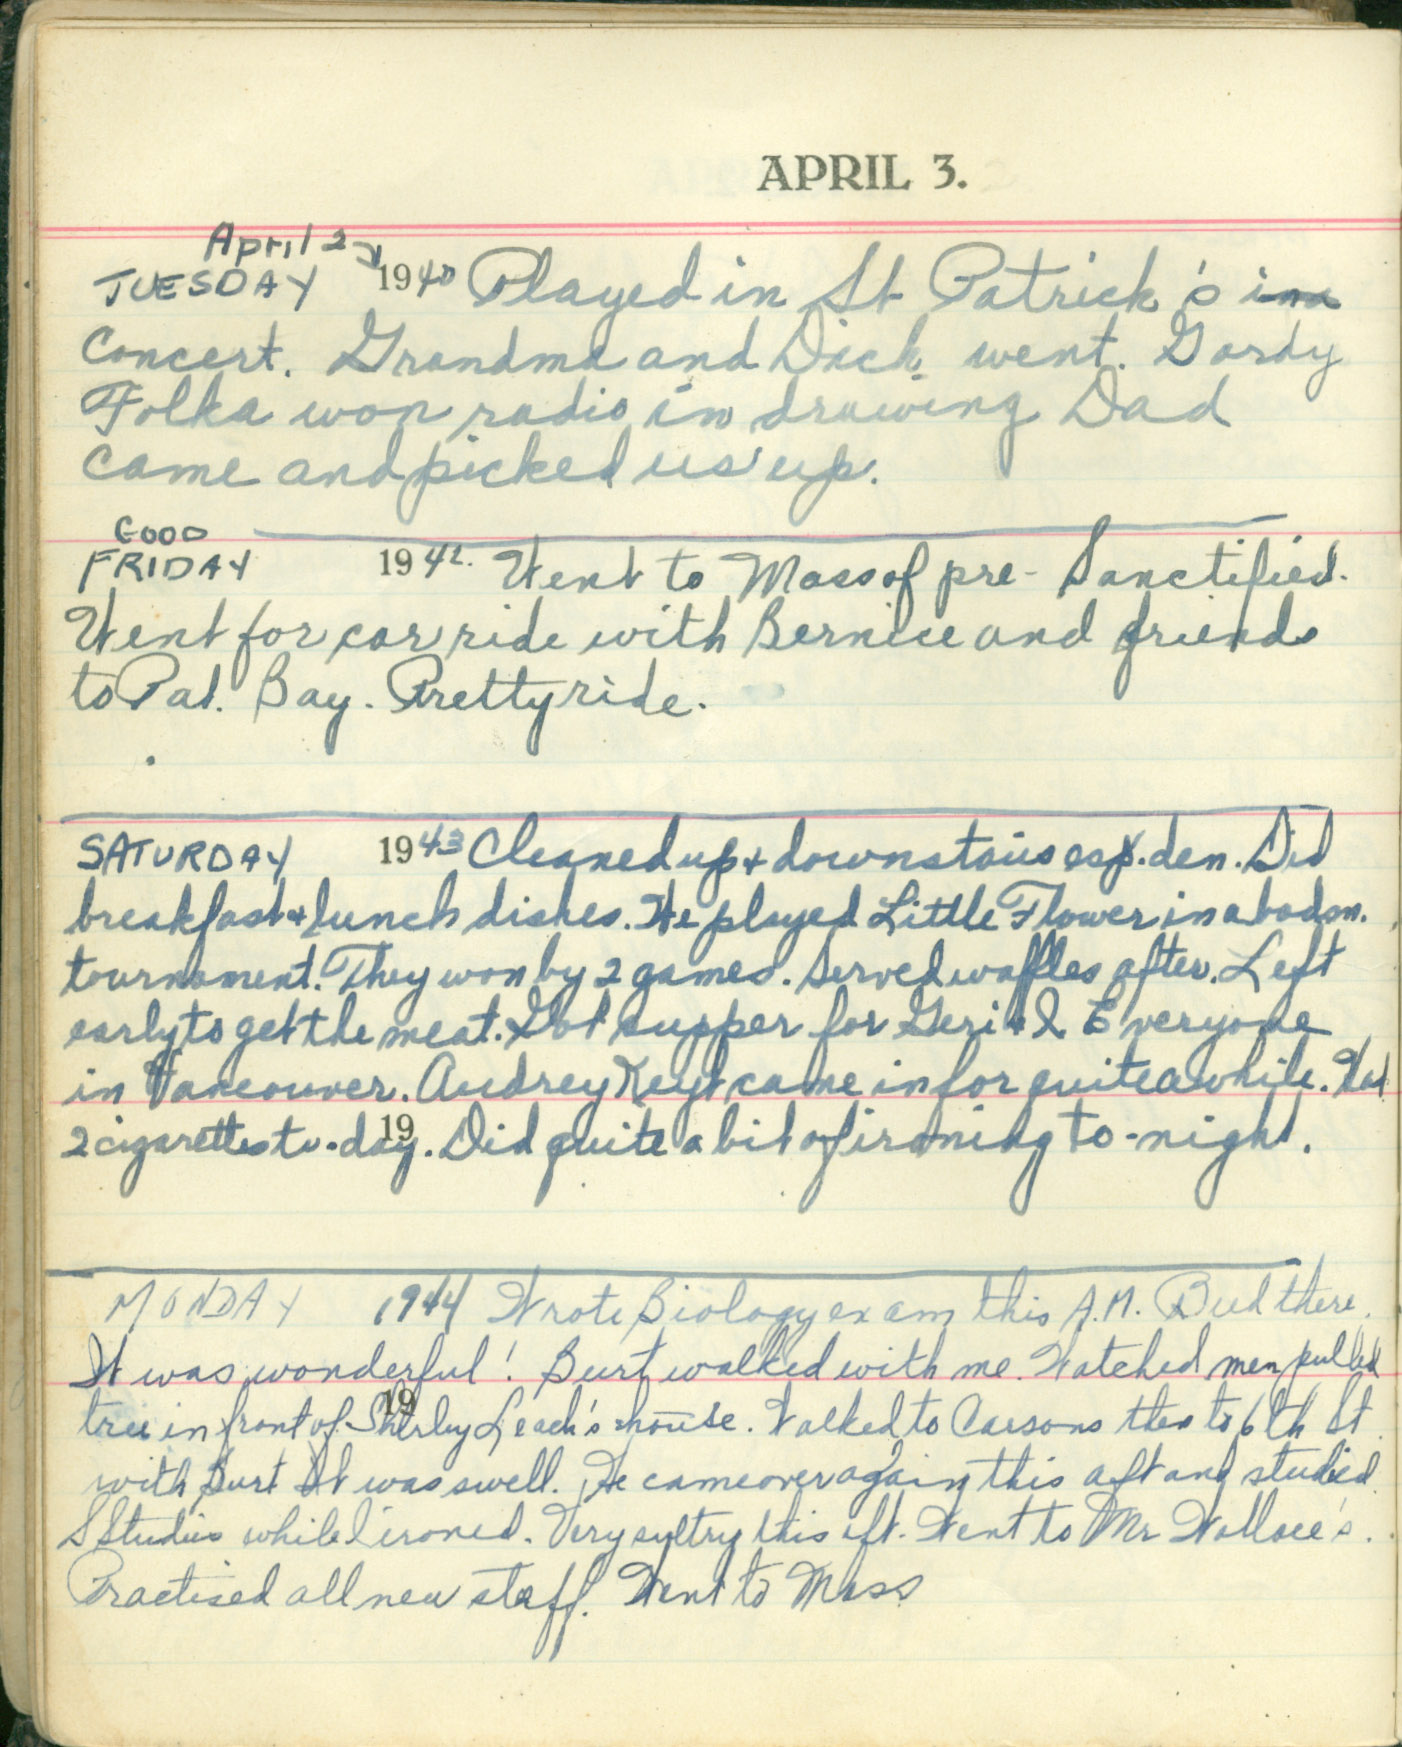 APRIL 3.
April 2
TUESDAY 1940 Played in St Patrick's in a
Concert. Grandma and Dick went. Gordy
Folka won radio in drawing Dad
came and picked us up.
GOOD
FRIDAY 1942. Went to Mass of pre-Sanctified.
Went for car ride with Bernice and friends
to Pat. Bay. Pretty ride.
SATURDAY 1943 Cleaned up + downstairs esp. den. Did
breakfast + lunch dishes. We played Little Flower in a badm.
tournament. They won by 2 games. Served waffles after. Left
early to get the meat. Got supper for Geri + I. Everyone
in Vancouver. Audrey Keyt came in for quite a while. Had
19
2 cigarettes to-day. Did quite a bit of ironing to-night.
MONDAY 1944 Wrote Biology exam this A.M. Bud there.
It was wonderful! Burt walked with me. Watched men pulled
19
tree in front of Shirley Leach's house. Walked to Carsons then to 6th St
with Burt It was swell. He came over again this aft and studied
S Studies while I ironed. Very sultry this aft. Went to Mr Wallace's.
Practised all new staff. Went to Mass